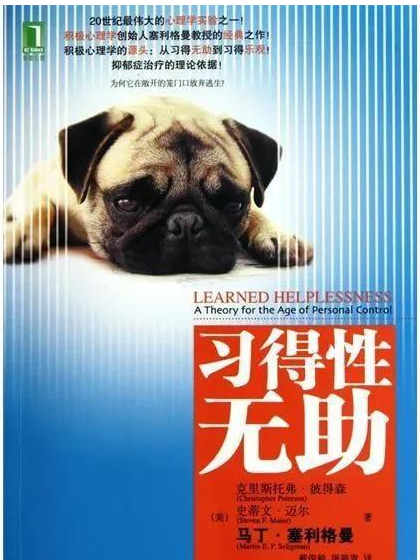 20世纪最伟大的心理学实验之一！
积极心理学创始人塞利格曼教授的经典之作！
积极心理学的源头：从习得无助到习得乐观！
抑郁症治疗的理论依据！
为何它在敞开的笼门口放弃逃生？
LEARNED HELPLESSNESS
A Theory for the Age of Personal Control
习得性
无助
克里斯托弗·彼得森
(Christopher Peterson)
（美） 史蒂文·迈尔 著
(Steven F. Maier)
马丁·塞利格曼
(Martin E. P. Seligman)